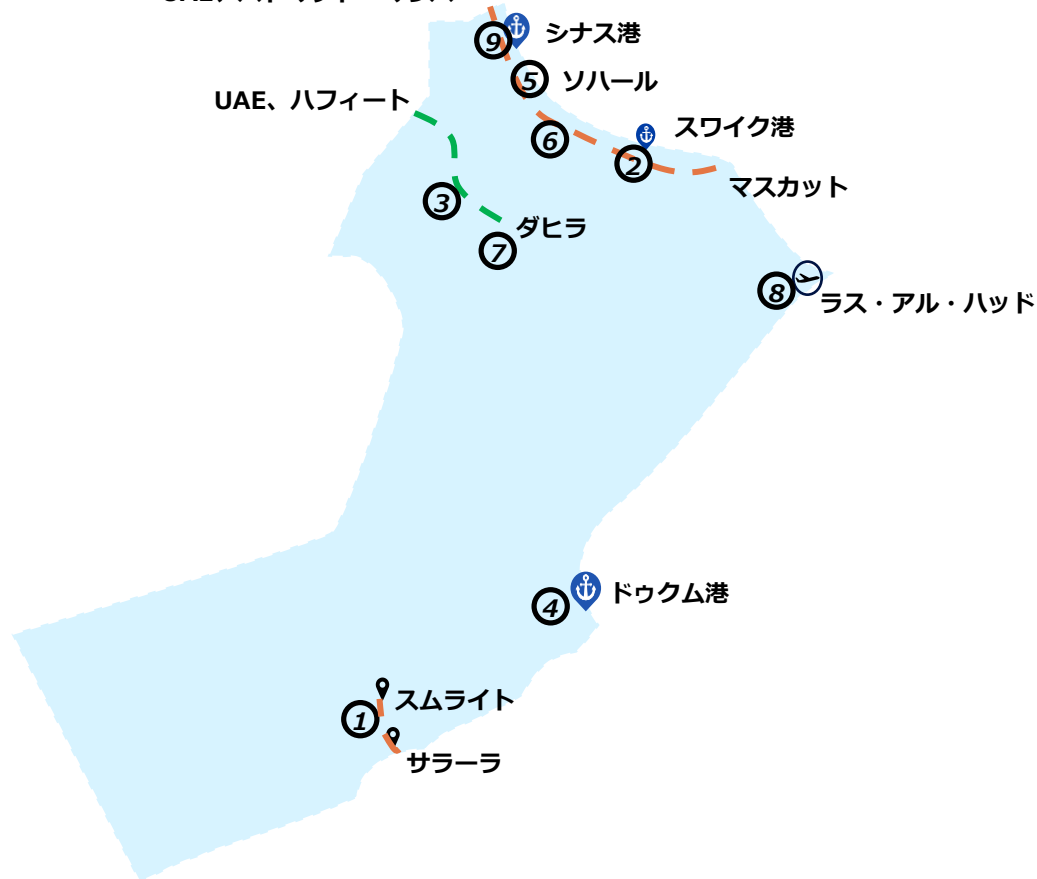 ⑨ シナス港
⑤ ソハール
UAE、ハフィート
スワイク港
⑥
②
マスカット
③
ダヒラ
⑦
⑧
ラス・アル・ハッド
④ ドゥクム港
スムライト
①
サラーラ